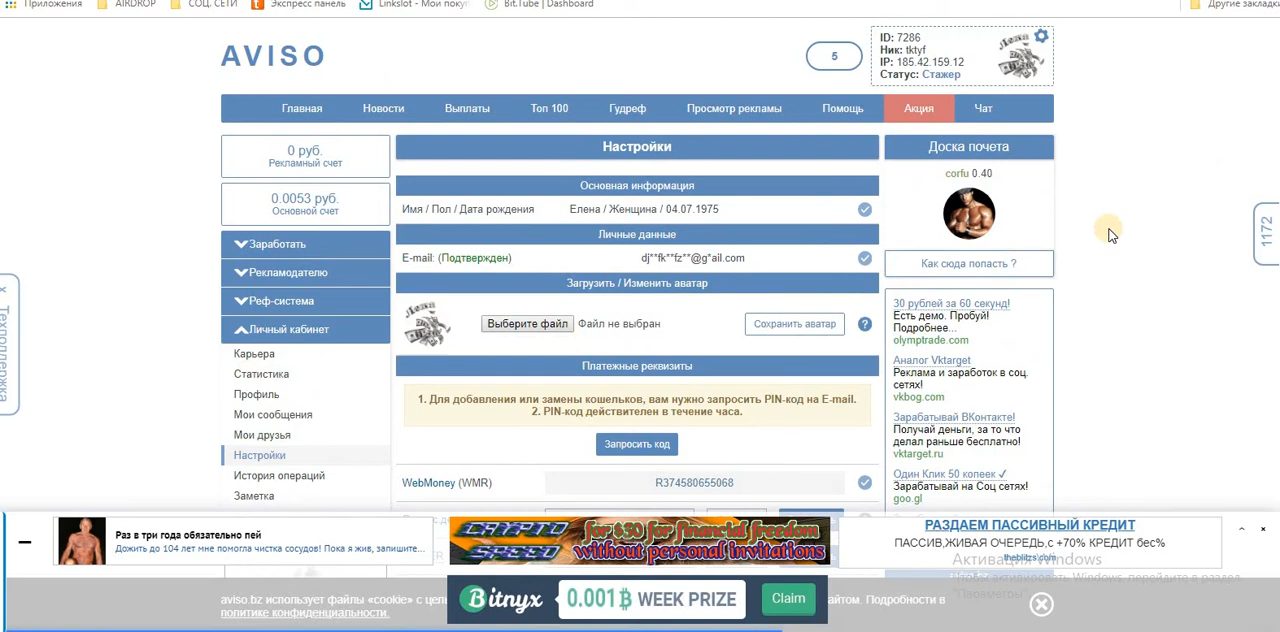 Приложения AIRDROP СОЦ. СЕТИ Экспресс панель Linkslot - Мои поку Bit.Tube | Dashboard Другие закладки
AVISO
5
ID: 7286
Ник: tktyf
IP: 185.42.159.12
Статус: Стажер
Главная Новости Выплаты Топ 100 Гудреф Просмотр рекламы Помощь Акция Чат
0 руб.
Рекламный счет
0.0053 руб.
Основной счет
Заработать
Рекламодателю
Реф-система
Личный кабинет
Карьера
Статистика
Профиль
Мои сообщения
Мои друзья
Настройки
История операций
Заметка
Настройки
Основная информация
Имя / Пол / Дата рождения Елена / Женщина / 04.07.1975
Личные данные
E-mail: (Подтвержден) dj**fk**fz**@g*ail.com
Загрузить / Изменить аватар
Лена
Выберите файл Файл не выбран Сохранить аватар ?
Платежные реквизиты
1. Для добавления или замены кошельков, вам нужно запросить PIN-код на E-mail.
2. PIN-код действителен в течение часа.
Запросить код
WebMoney (WMR) R374580655068
Доска почета
corfu 0.40
Как сюда попасть ?
30 рублей за 60 секунд!
Есть демо. Пробуй!
Подробнее...
olymptrade.com
Аналог Vktarget
Реклама и заработок в соц.
сетях!
vkbog.com
Зарабатывай ВКонтакте!
Получай деньги, за то что
делал раньше бесплатно!
vktarget.ru
Один Клик 50 копеек ✓
Зарабатывай на Соц сетях!
goo.gl
1172
x Техподдержка
Раз в три года обязательно пей
Дожить до 104 лет мне помогла чистка сосудов! Пока я жив, запишите...
CRYPTO SPEED
for $50 for financial freedom
without personal invitations
РАЗДАЕМ ПАССИВНЫЙ КРЕДИТ
ПАССИВ,ЖИВАЯ ОЧЕРЕДЬ,с +70% КРЕДИТ бес%
theblitzs.com
Активация Windows
Чтобы активировать Windows, перейдите в раздел
"Параметры".
aviso.bz использует файлы «cookie» с цель
политике конфиденциальности.
Bitnyx 0.001₿ WEEK PRIZE Claim
айтом. Подробности в